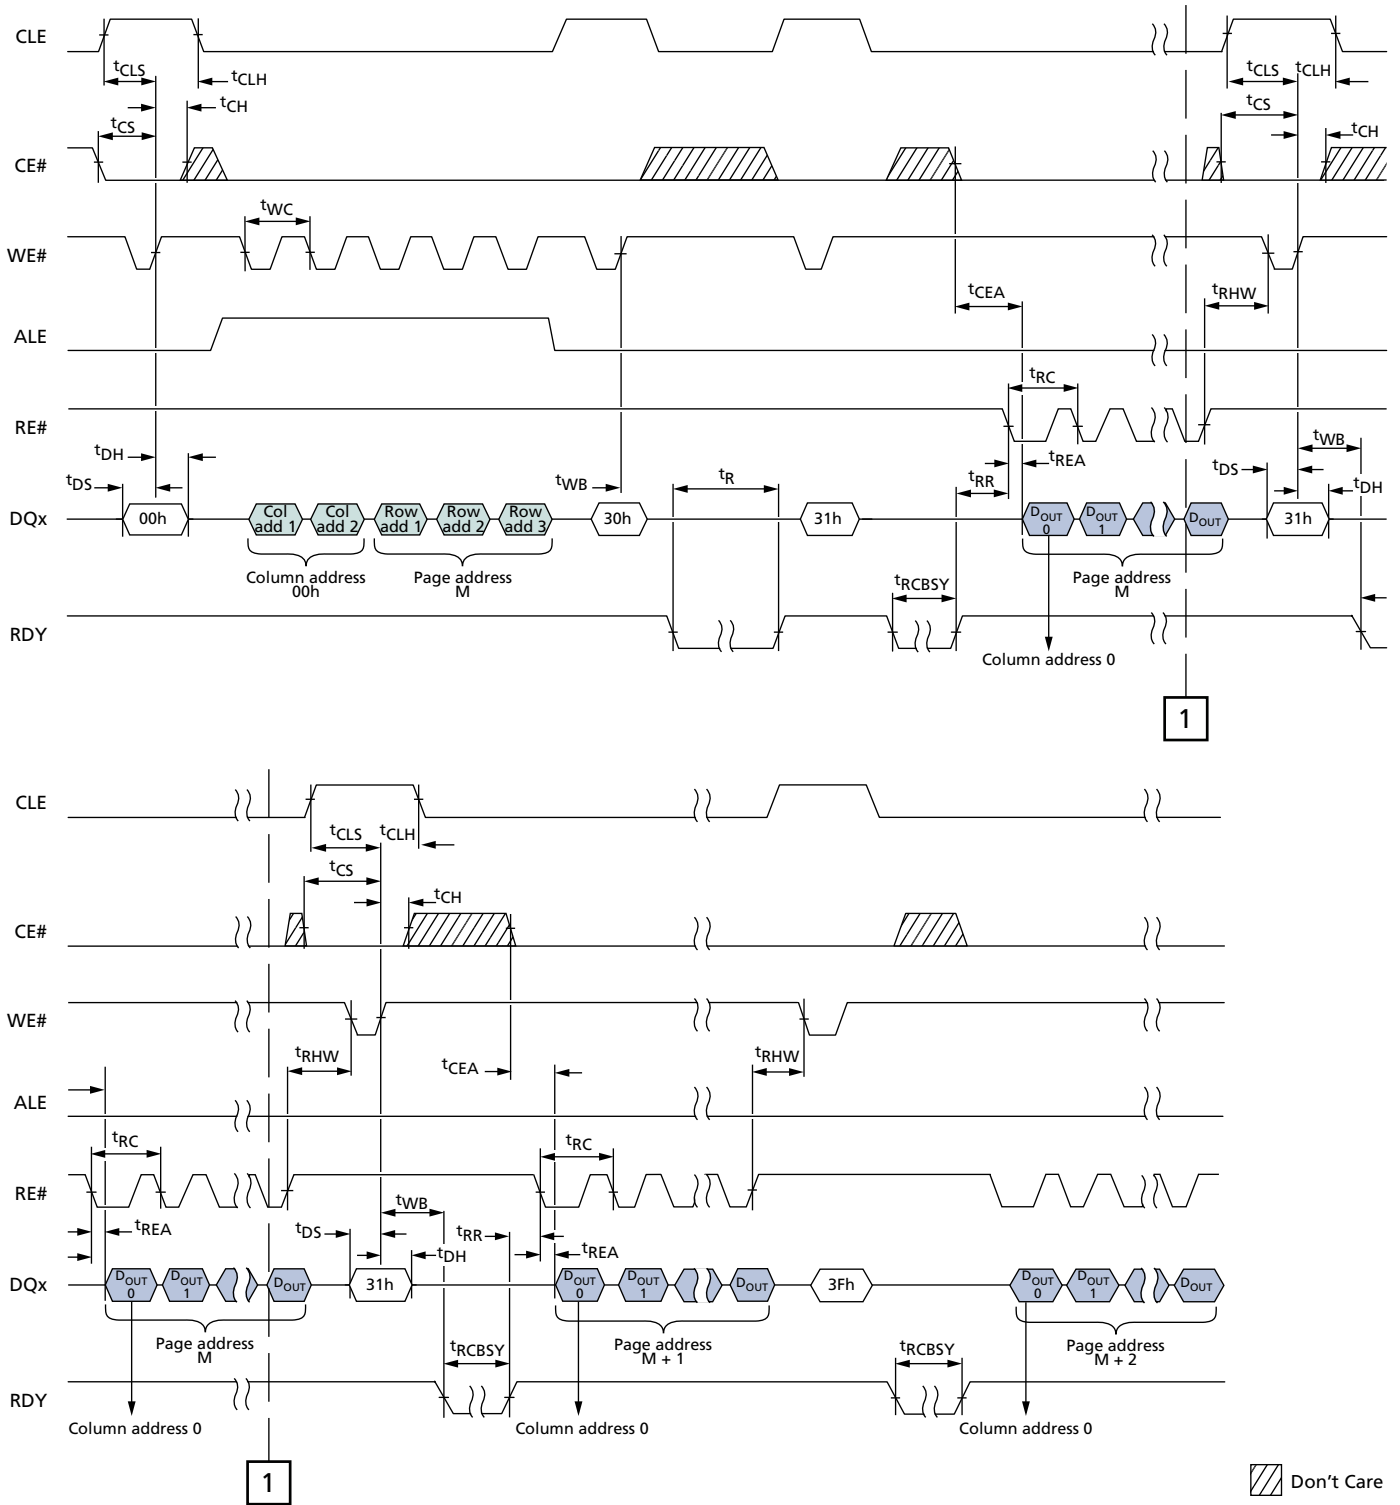 CLE
tCLS
tCLH
tCLS
tCLH
tCH
tCS
tCS
tCH
CE#
tWC
WE#
tCEA
tRHW
ALE
tRC
RE#
tDH
tDS
tWB
tR
tRR
tREA
tWB
tDS
tDH
DQx
00h
Col add 1
Col add 2
Row add 1
Row add 2
Row add 3
30h
31h
DOUT 0
DOUT 1
DOUT
31h
Column address 00h
Page address M
tRCBSY
Page address M
RDY
Column address 0
1
CLE
tCLS
tCLH
tCS
tCH
CE#
WE#
tRHW
tCEA
tRHW
ALE
tRC
tRC
RE#
tREA
tDS
tWB
tDH
tRR
tREA
DQx
DOUT 0
DOUT 1
DOUT
31h
DOUT 0
DOUT 1
DOUT
3Fh
DOUT 0
DOUT 1
DOUT
Page address M
tRCBSY
Page address M + 1
tRCBSY
Page address M + 2
RDY
Column address 0
Column address 0
Column address 0
1
Don't Care